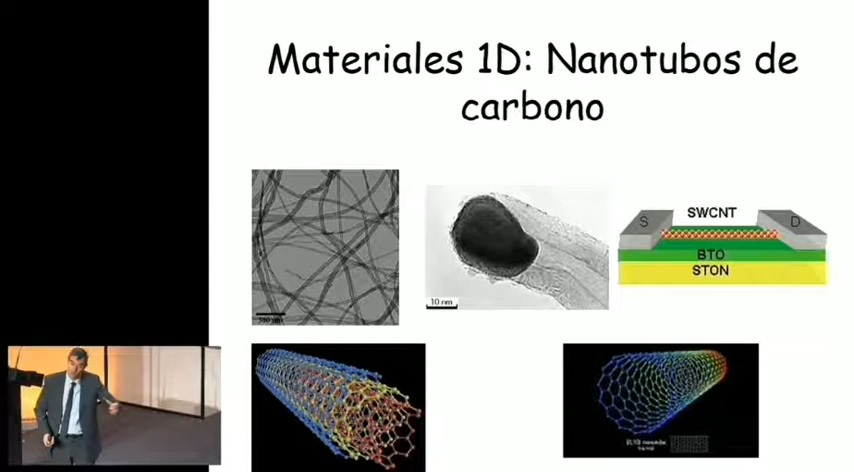 Materiales 1D: Nanotubos de
carbono
SWCNT
S
D
BTO
STON
10 nm